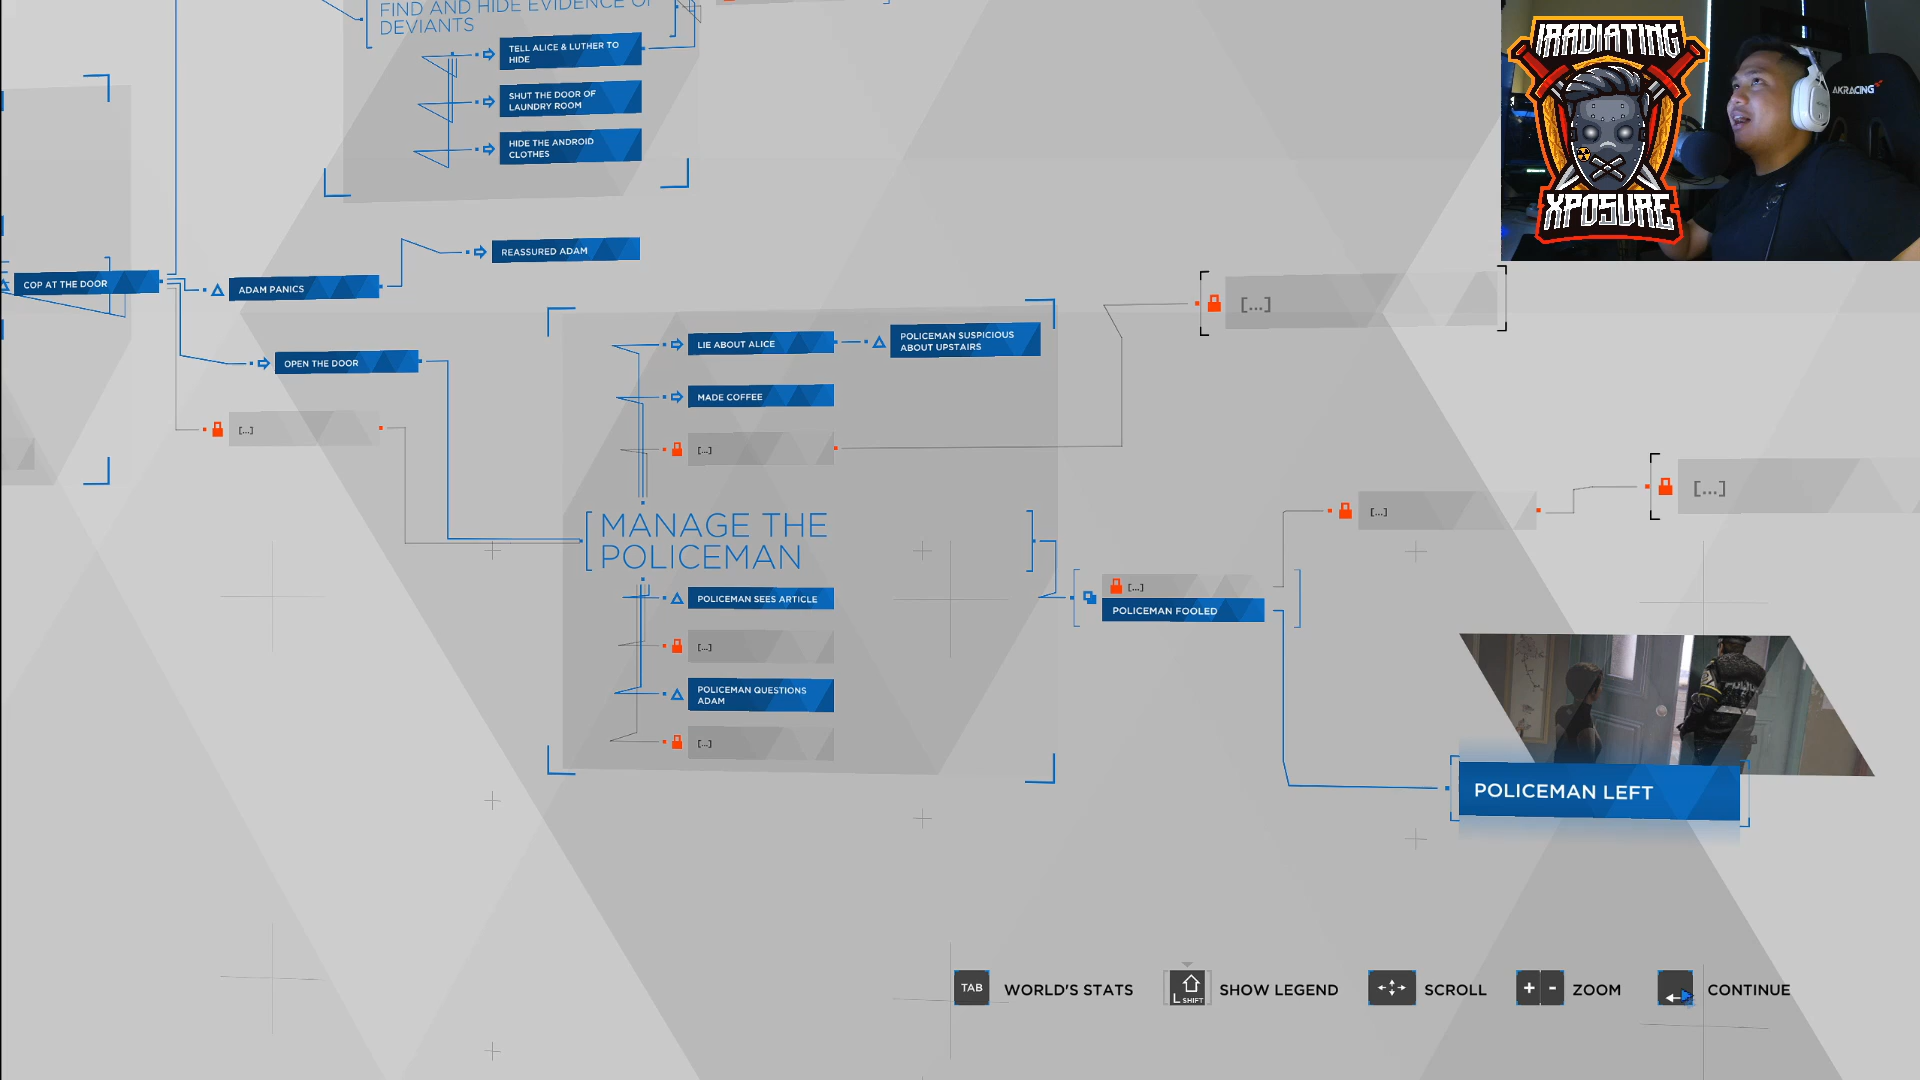 FIND AND HIDE EVIDENCE OF
DEVIANTS
TELL ALICE & LUTHER TO
HIDE
SHUT THE DOOR OF
LAUNDRY ROOM
HIDE THE ANDROID
CLOTHES
IRADIATING
XPOSURE
AKRACING
REASSURED ADAM
COP AT THE DOOR
ADAM PANICS
[...]
OPEN THE DOOR
LIE ABOUT ALICE
POLICEMAN SUSPICIOUS
ABOUT UPSTAIRS
MADE COFFEE
[...]
[...]
MANAGE THE
POLICEMAN
[...]
[...]
POLICEMAN SEES ARTICLE
[...]
POLICEMAN FOOLED
[...]
POLICEMAN QUESTIONS
ADAM
[...]
POLICEMAN LEFT
TAB
WORLD'S STATS
L SHIFT
SHOW LEGEND
SCROLL
+ -
ZOOM
CONTINUE